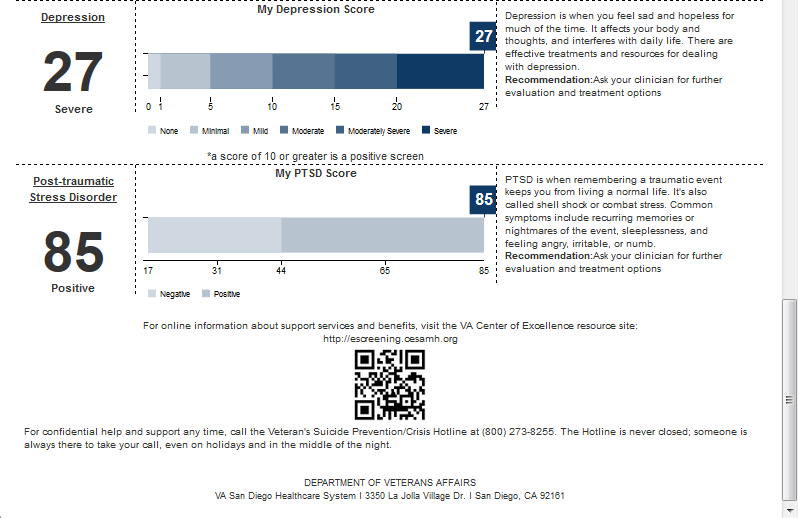 Depression
27
Severe
My Depression Score
27
0 1 5 10 15 20 27
None Minimal Mild Moderate Moderately Severe Severe
*a score of 10 or greater is a positive screen
Depression is when you feel sad and hopeless for
much of the time. It affects your body and
thoughts, and interferes with daily life. There are
effective treatments and resources for dealing
with depression.
Recommendation:Ask your clinician for further
evaluation and treatment options
Post-traumatic
Stress Disorder
85
Positive
My PTSD Score
85
17 31 44 65 85
Negative Positive
PTSD is when remembering a traumatic event
keeps you from living a normal life. It's also
called shell shock or combat stress. Common
symptoms include recurring memories or
nightmares of the event, sleeplessness, and
feeling angry, irritable, or numb.
Recommendation:Ask your clinician for further
evaluation and treatment options
For online information about support services and benefits, visit the VA Center of Excellence resource site:
http://escreening.cesamh.org
For confidential help and support any time, call the Veteran's Suicide Prevention/Crisis Hotline at (800) 273-8255. The Hotline is never closed; someone is
always there to take your call, even on holidays and in the middle of the night.
DEPARTMENT OF VETERANS AFFAIRS
VA San Diego Healthcare System I 3350 La Jolla Village Dr. I San Diego, CA 92161